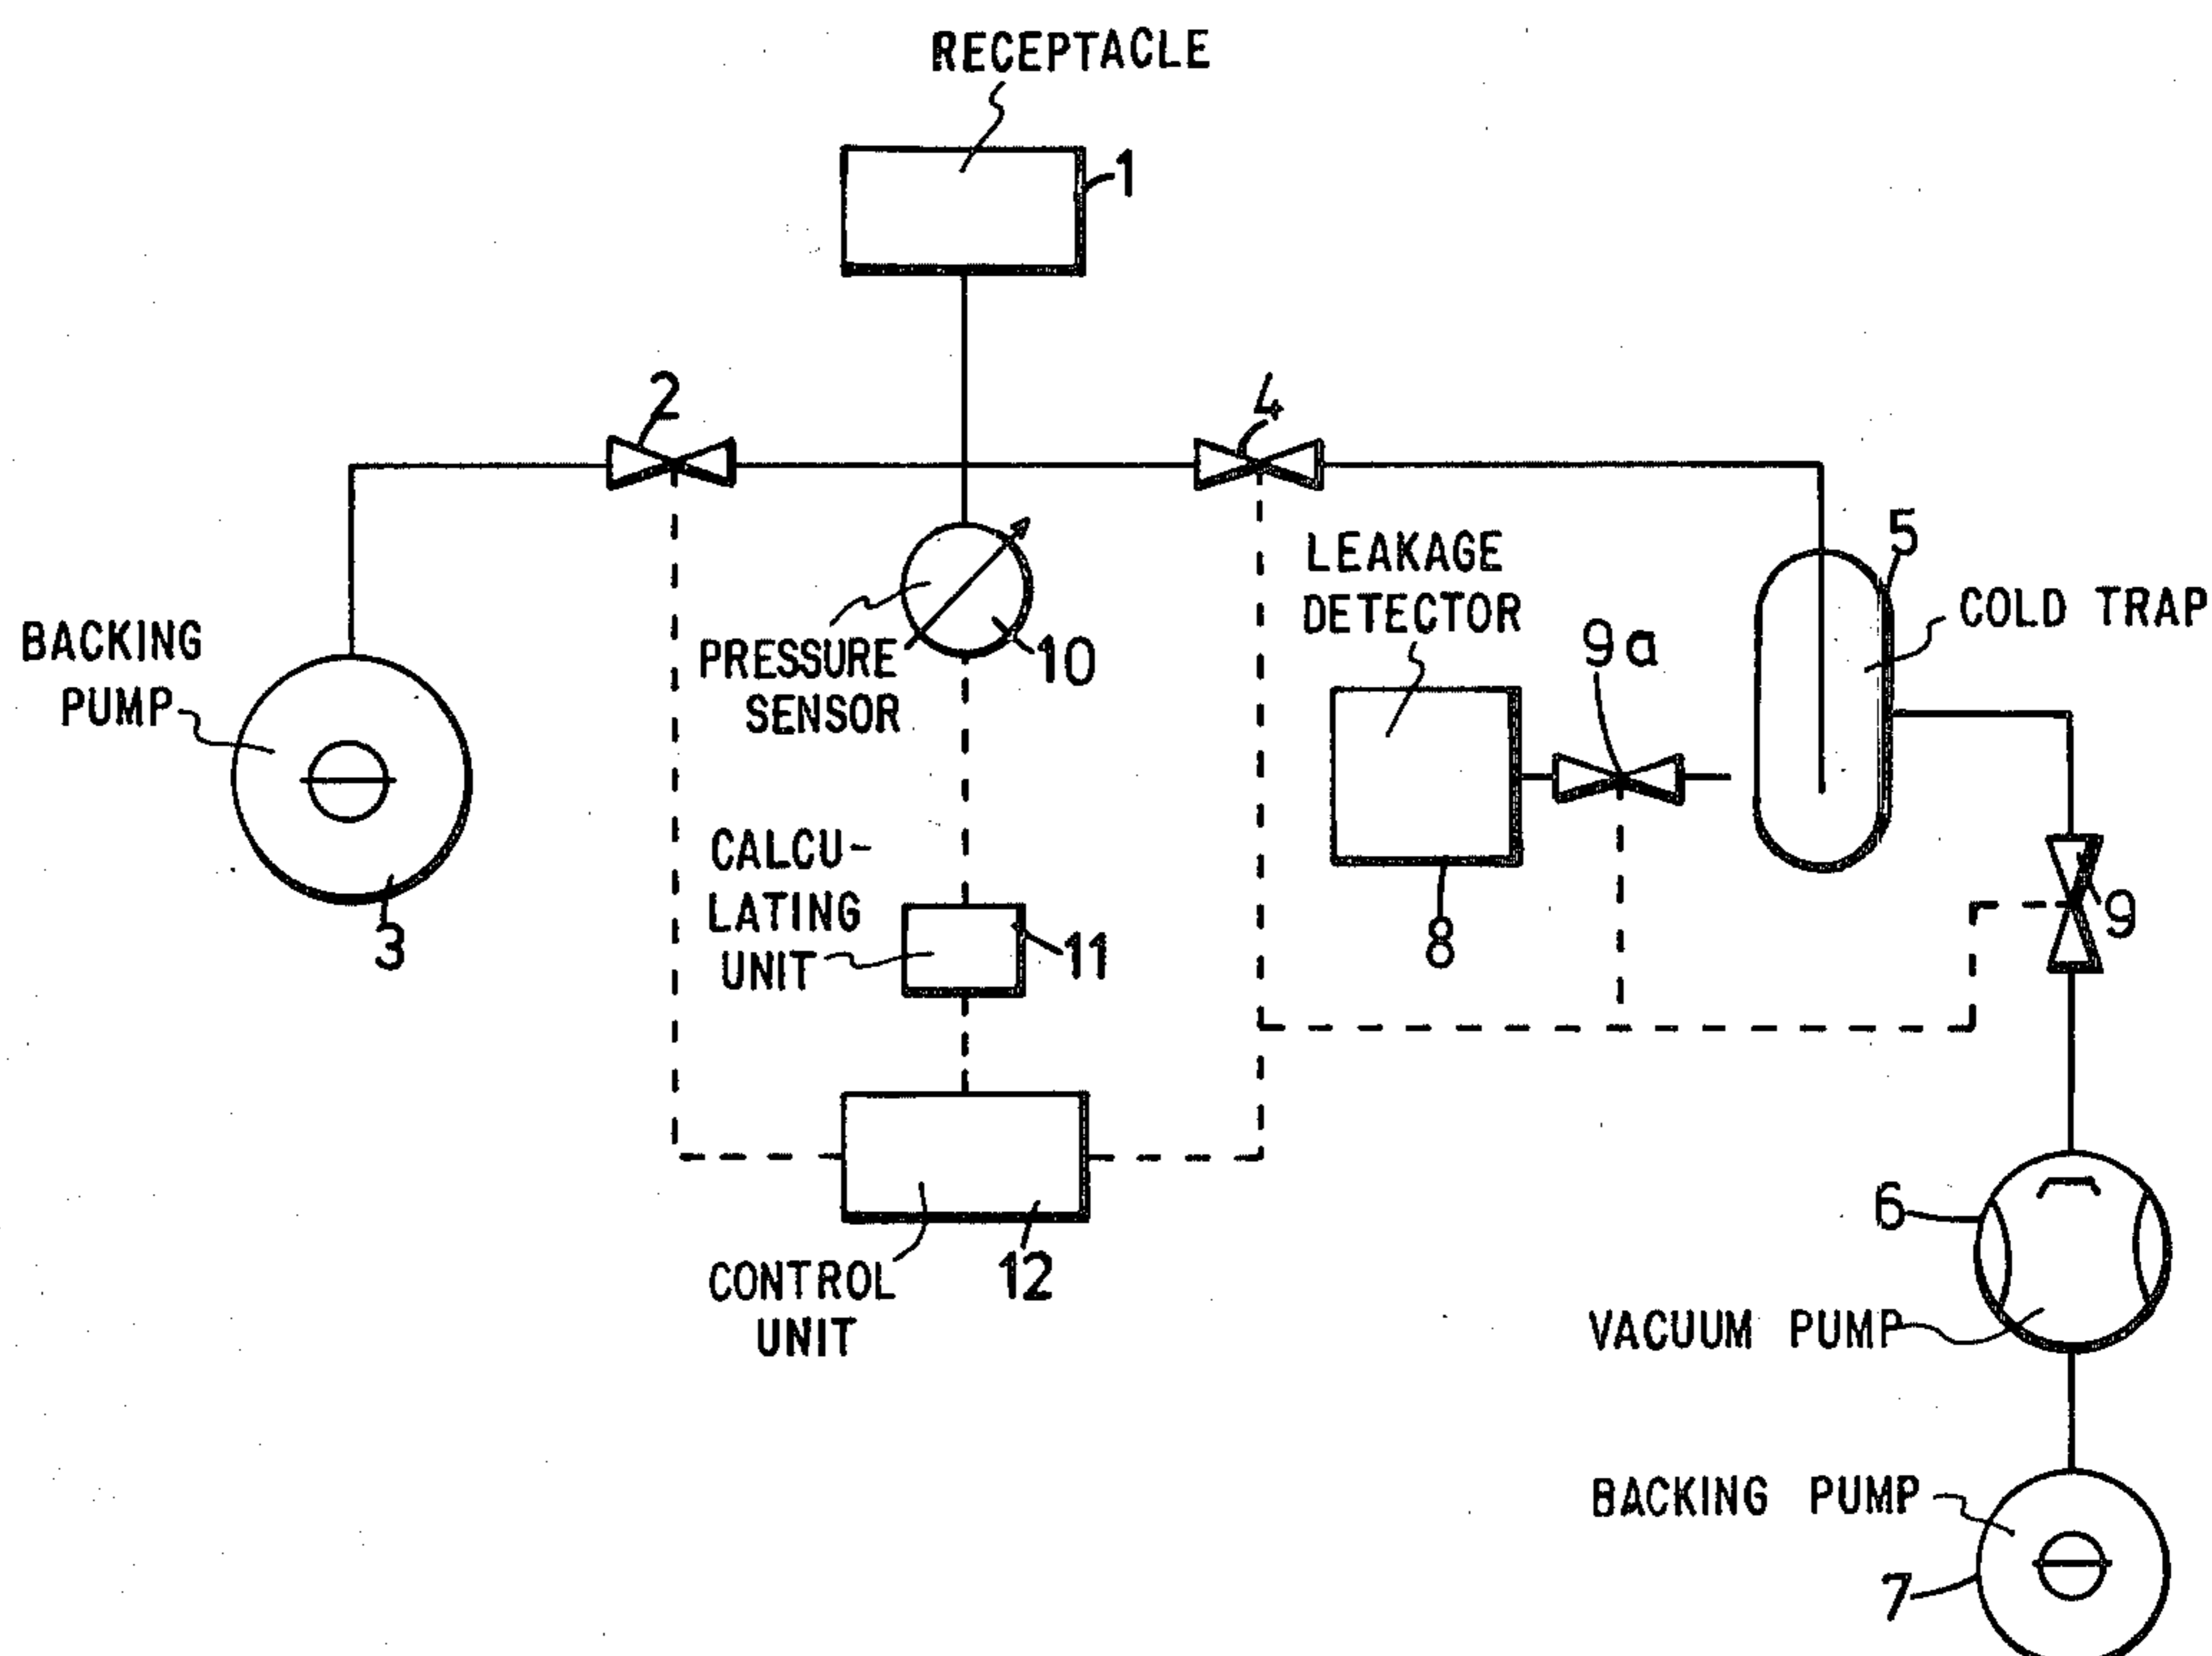 RECEPTACLE
1
2
4
LEAKAGE
DETECTOR
5
COLD TRAP
9a
BACKING
PUMP
PRESSURE
SENSOR
10
3
CALCU-
LATING
UNIT
11
8
9
CONTROL
UNIT
12
6
VACUUM PUMP
BACKING PUMP
7